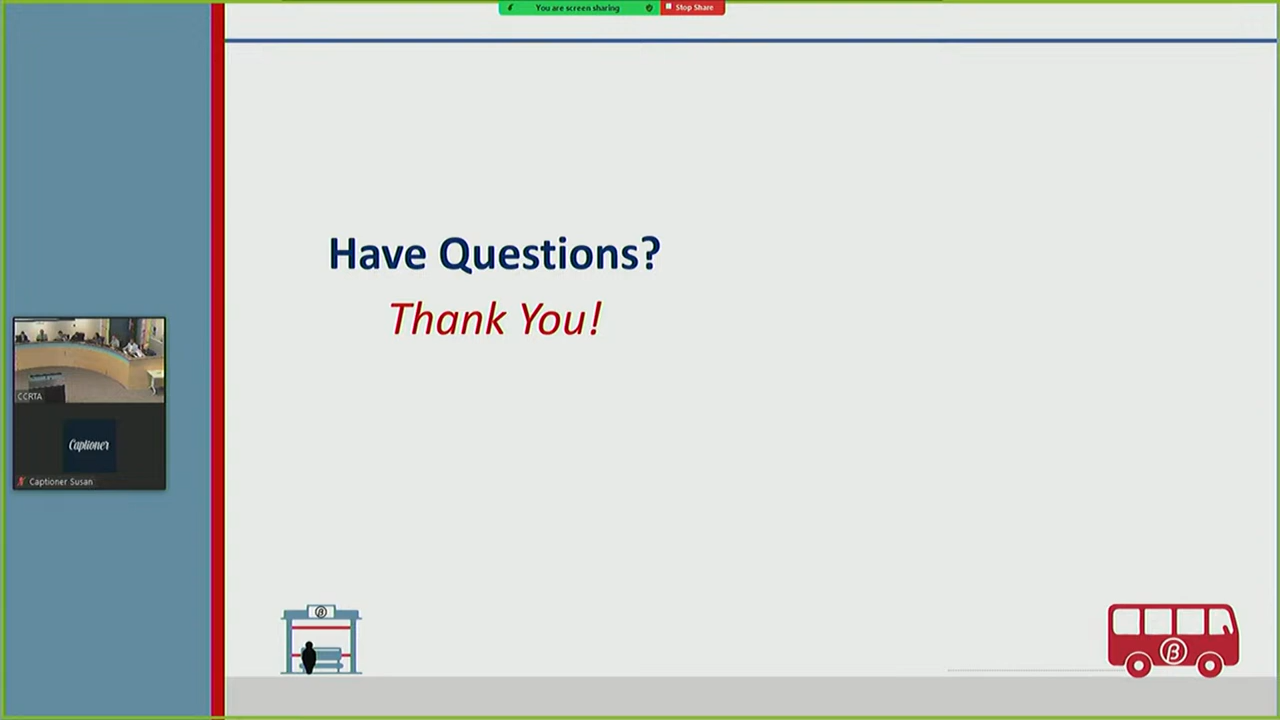 You are screen sharing
Stop Share
Have Questions?
Thank You!
CCRTA
Captioner
Captioner Susan
β
β